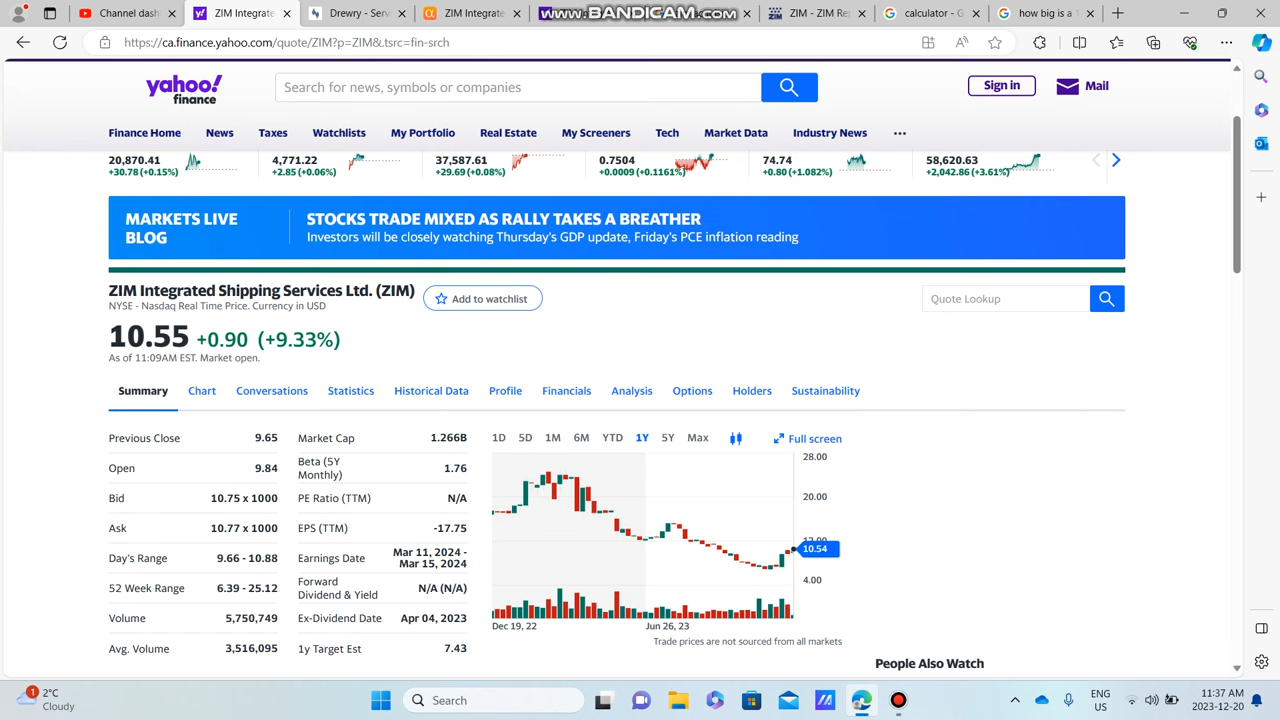 Channel dashl
ZIM Integrate
Drewry - Serv
ZIM Integrate
www.BANDICAM.com
ZIM - ZIM Re
calculator - G
how big is a
https://ca.finance.yahoo.com/quote/ZIM?p=ZIM&.tsrc=fin-srch
yahoo!
finance
Search for news, symbols or companies
Sign in
Mail
Finance Home News Taxes Watchlists My Portfolio Real Estate My Screeners Tech Market Data Industry News ...
20,870.41 4,771.22 37,587.61 0.7504 74.74 58,620.63
+30.78 (+0.15%) +2.85 (+0.06%) +29.69 (+0.08%) +0.0009 (+0.1161%) +0.80 (+1.082%) +2,042.86 (+3.61%)
MARKETS LIVE
BLOG
STOCKS TRADE MIXED AS RALLY TAKES A BREATHER
Investors will be closely watching Thursday's GDP update, Friday's PCE inflation reading
ZIM Integrated Shipping Services Ltd. (ZIM)
Add to watchlist
Quote Lookup
NYSE - Nasdaq Real Time Price. Currency in USD
10.55 +0.90 (+9.33%)
As of 11:09AM EST. Market open.
Summary Chart Conversations Statistics Historical Data Profile Financials Analysis Options Holders Sustainability
Previous Close 9.65
Open 9.84
Bid 10.75 x 1000
Ask 10.77 x 1000
Day's Range 9.66 - 10.88
52 Week Range 6.39 - 25.12
Volume 5,750,749
Avg. Volume 3,516,095
Market Cap 1.266B
Beta (5Y
Monthly) 1.76
PE Ratio (TTM) N/A
EPS (TTM) -17.75
Earnings Date Mar 11, 2024 -
Mar 15, 2024
Forward
Dividend & Yield N/A (N/A)
Ex-Dividend Date Apr 04, 2023
1y Target Est 7.43
1D 5D 1M 6M YTD 1Y 5Y Max Full screen
28.00
20.00
12.00
10.54
4.00
Dec 19, 22 Jun 26, 23
Trade prices are not sourced from all markets
People Also Watch
1
2°C
Cloudy
Search
ENG
US
11:37 AM
2023-12-20